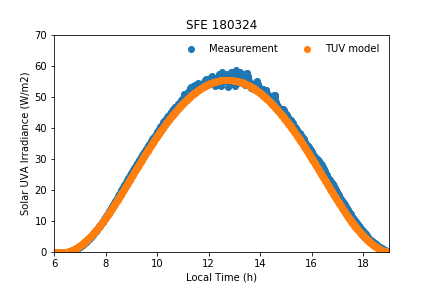 SFE 180324
Measurement TUV model
Solar UVA Irradiance (W/m2)
70
60
50
40
30
20
10
0
6 8 10 12 14 16 18
Local Time (h)